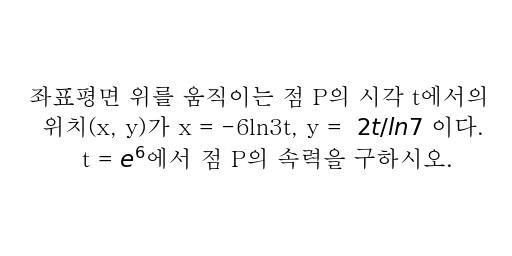 좌표평면 위를 움직이는 점 P의 시각 t에서의
위치(x, y)가 x = -6ln3t, y = 2t/ln7 이다.
t = e⁶에서 점 P의 속력을 구하시오.